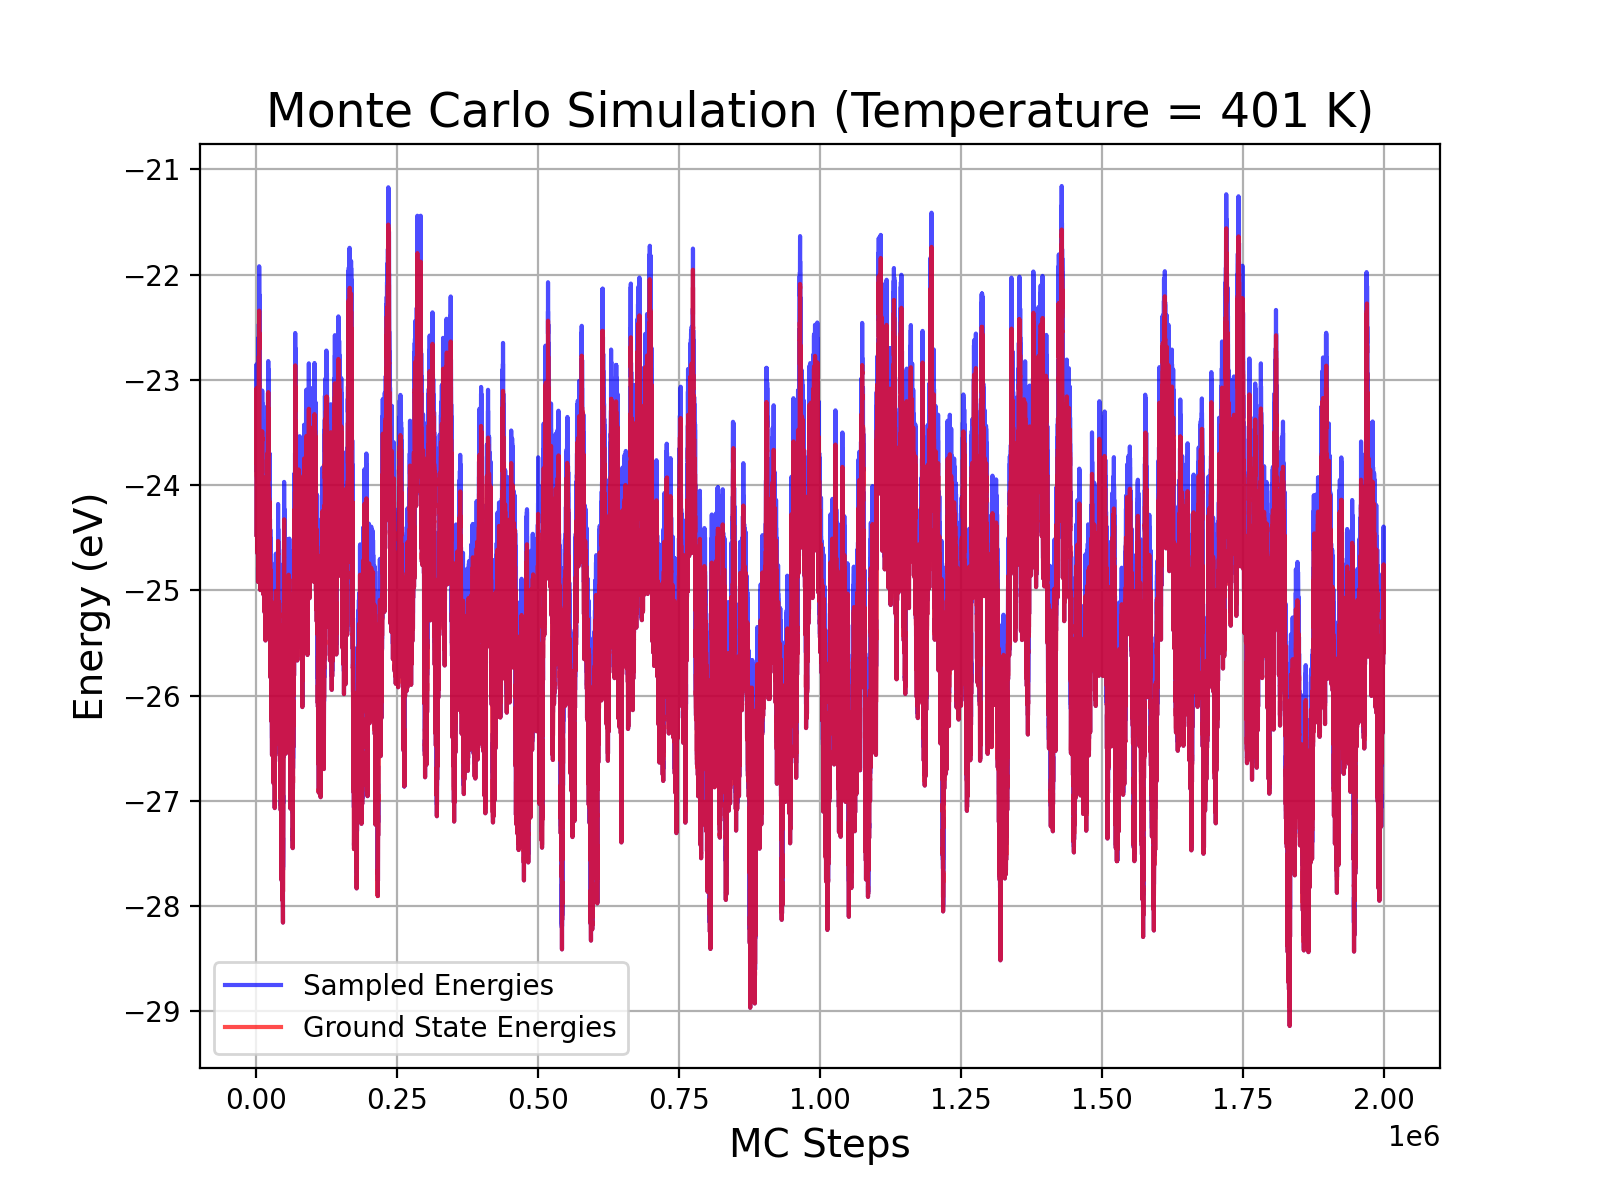 Monte Carlo Simulation (Temperature = 401 K)
Energy (eV)
−21
−22
−23
−24
−25
−26
−27
−28
−29
Sampled Energies
Ground State Energies
0.00 0.25 0.50 0.75 1.00 1.25 1.50 1.75 2.00
1e6
MC Steps